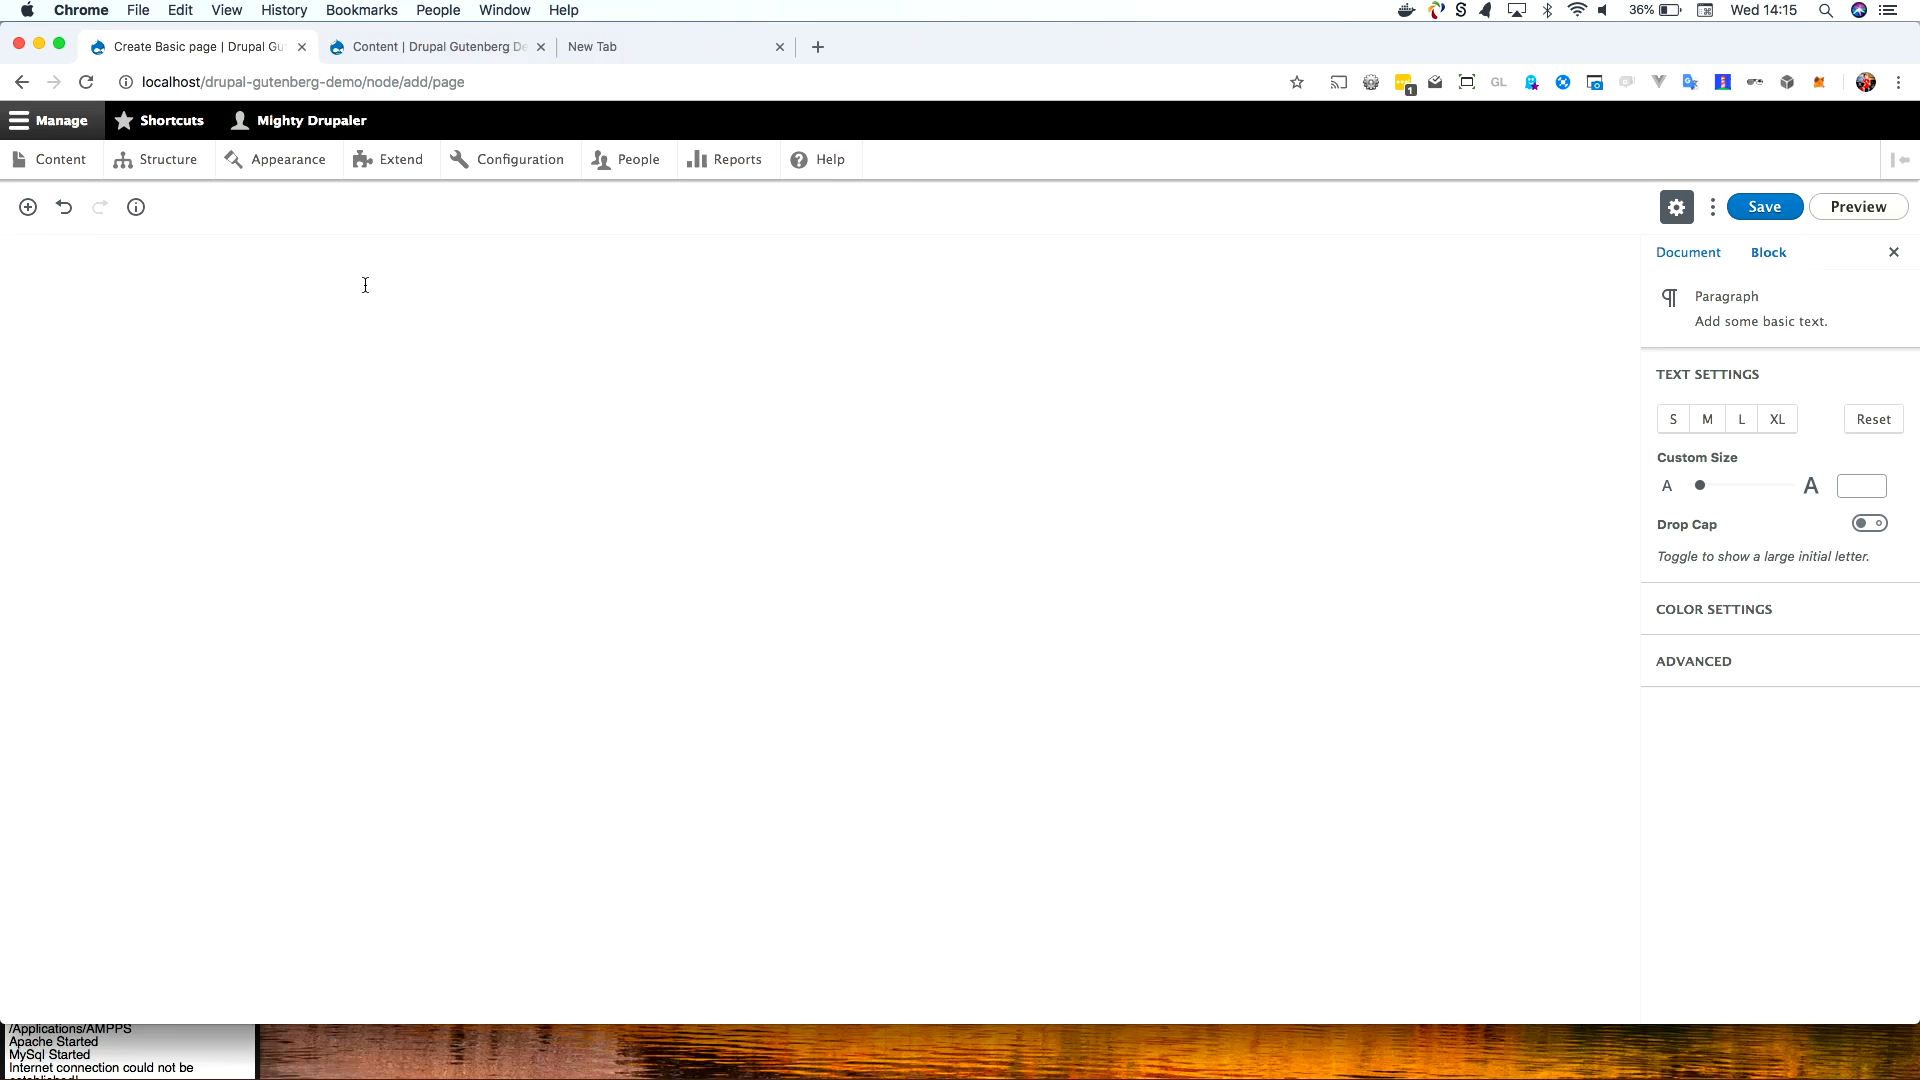 Chrome File Edit View History Bookmarks People Window Help 36% Wed 14:15
Create Basic page | Drupal Gu Content | Drupal Gutenberg De New Tab
localhost/drupal-gutenberg-demo/node/add/page 1 GL
Manage Shortcuts Mighty Drupaler
Content Structure Appearance Extend Configuration People Reports Help
Save Preview
Document Block
Paragraph
Add some basic text.
TEXT SETTINGS
S M L XL Reset
Custom Size
A A
Drop Cap
Toggle to show a large initial letter.
COLOR SETTINGS
ADVANCED
/Applications/AMPPS
Apache Started
MySql Started
Internet connection could not be